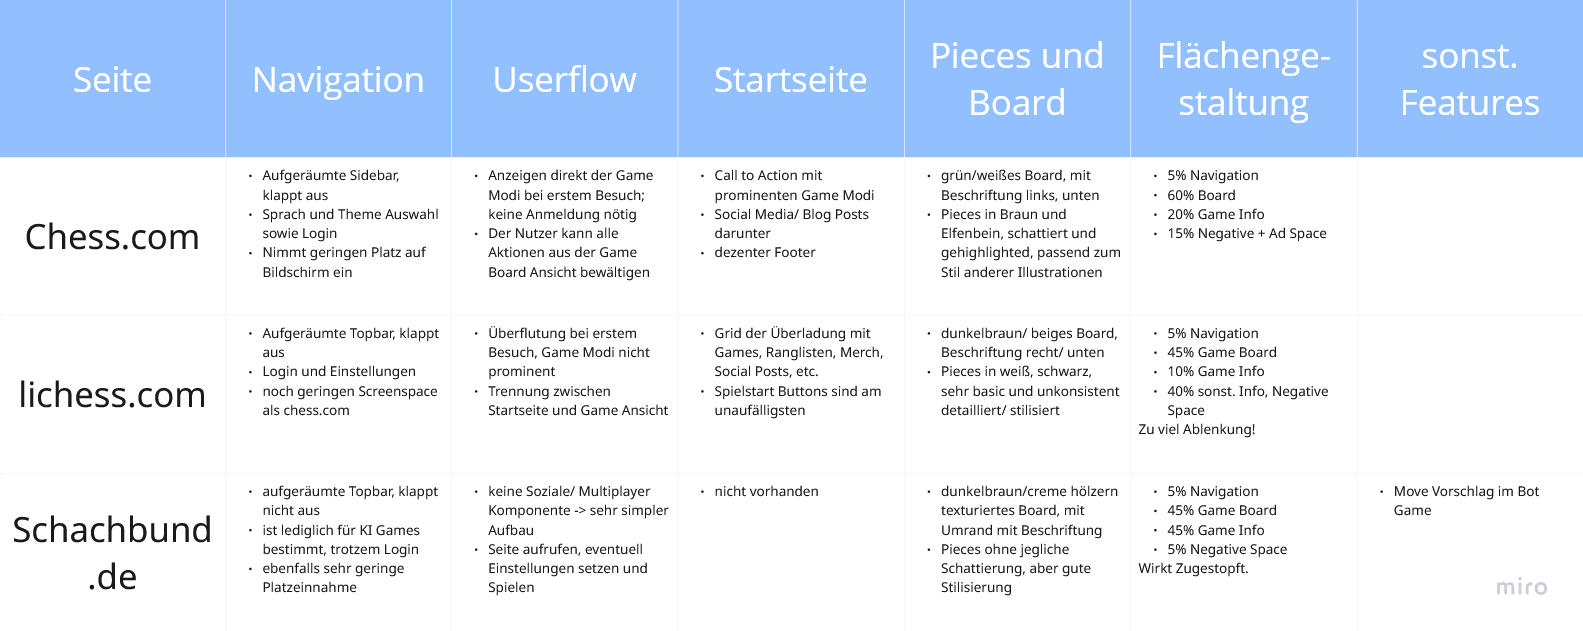 Seite
Navigation
Userflow
Startseite
Pieces und
Board
Flächenge-
staltung
sonst.
Features
Chess.com
• Aufgeräumte Sidebar,
klappt aus
• Sprach und Theme Auswahl
sowie Login
• Nimmt geringen Platz auf
Bildschirm ein
• Anzeigen direkt der Game
Modi bei erstem Besuch;
keine Anmeldung nötig
• Der Nutzer kann alle
Aktionen aus der Game
Board Ansicht bewältigen
• Call to Action mit
prominenten Game Modi
• Social Media/ Blog Posts
darunter
• dezenter Footer
• grün/weißes Board, mit
Beschriftung links, unten
• Pieces in Braun und
Elfenbein, schattiert und
gehighlighted, passend zum
Stil anderer Illustrationen
• 5% Navigation
• 60% Board
• 20% Game Info
• 15% Negative + Ad Space
lichess.com
• Aufgeräumte Topbar, klappt
aus
• Login und Einstellungen
• noch geringen Screenspace
als chess.com
• Überflutung bei erstem
Besuch, Game Modi nicht
prominent
• Trennung zwischen
Startseite und Game Ansicht
• Grid der Überladung mit
Games, Ranglisten, Merch,
Social Posts, etc.
• Spielstart Buttons sind am
unaufälligsten
• dunkelbraun/ beiges Board,
Beschriftung recht/ unten
• Pieces in weiß, schwarz,
sehr basic und unkonsistent
detailliert/ stilisiert
• 5% Navigation
• 45% Game Board
• 10% Game Info
• 40% sonst. Info, Negative
Space
Zu viel Ablenkung!
Schachbund
.de
• aufgeräumte Topbar, klappt
nicht aus
• ist lediglich für KI Games
bestimmt, trotzem Login
• ebenfalls sehr geringe
Platzeinnahme
• keine Soziale/ Multiplayer
Komponente -> sehr simpler
Aufbau
• Seite aufrufen, eventuell
Einstellungen setzen und
Spielen
• nicht vorhanden
• dunkelbraun/creme hölzern
texturiertes Board, mit
Umrand mit Beschriftung
• Pieces ohne jegliche
Schattierung, aber gute
Stilisierung
• 5% Navigation
• 45% Game Board
• 45% Game Info
• 5% Negative Space
Wirkt Zugestopft.
• Move Vorschlag im Bot
Game
miro